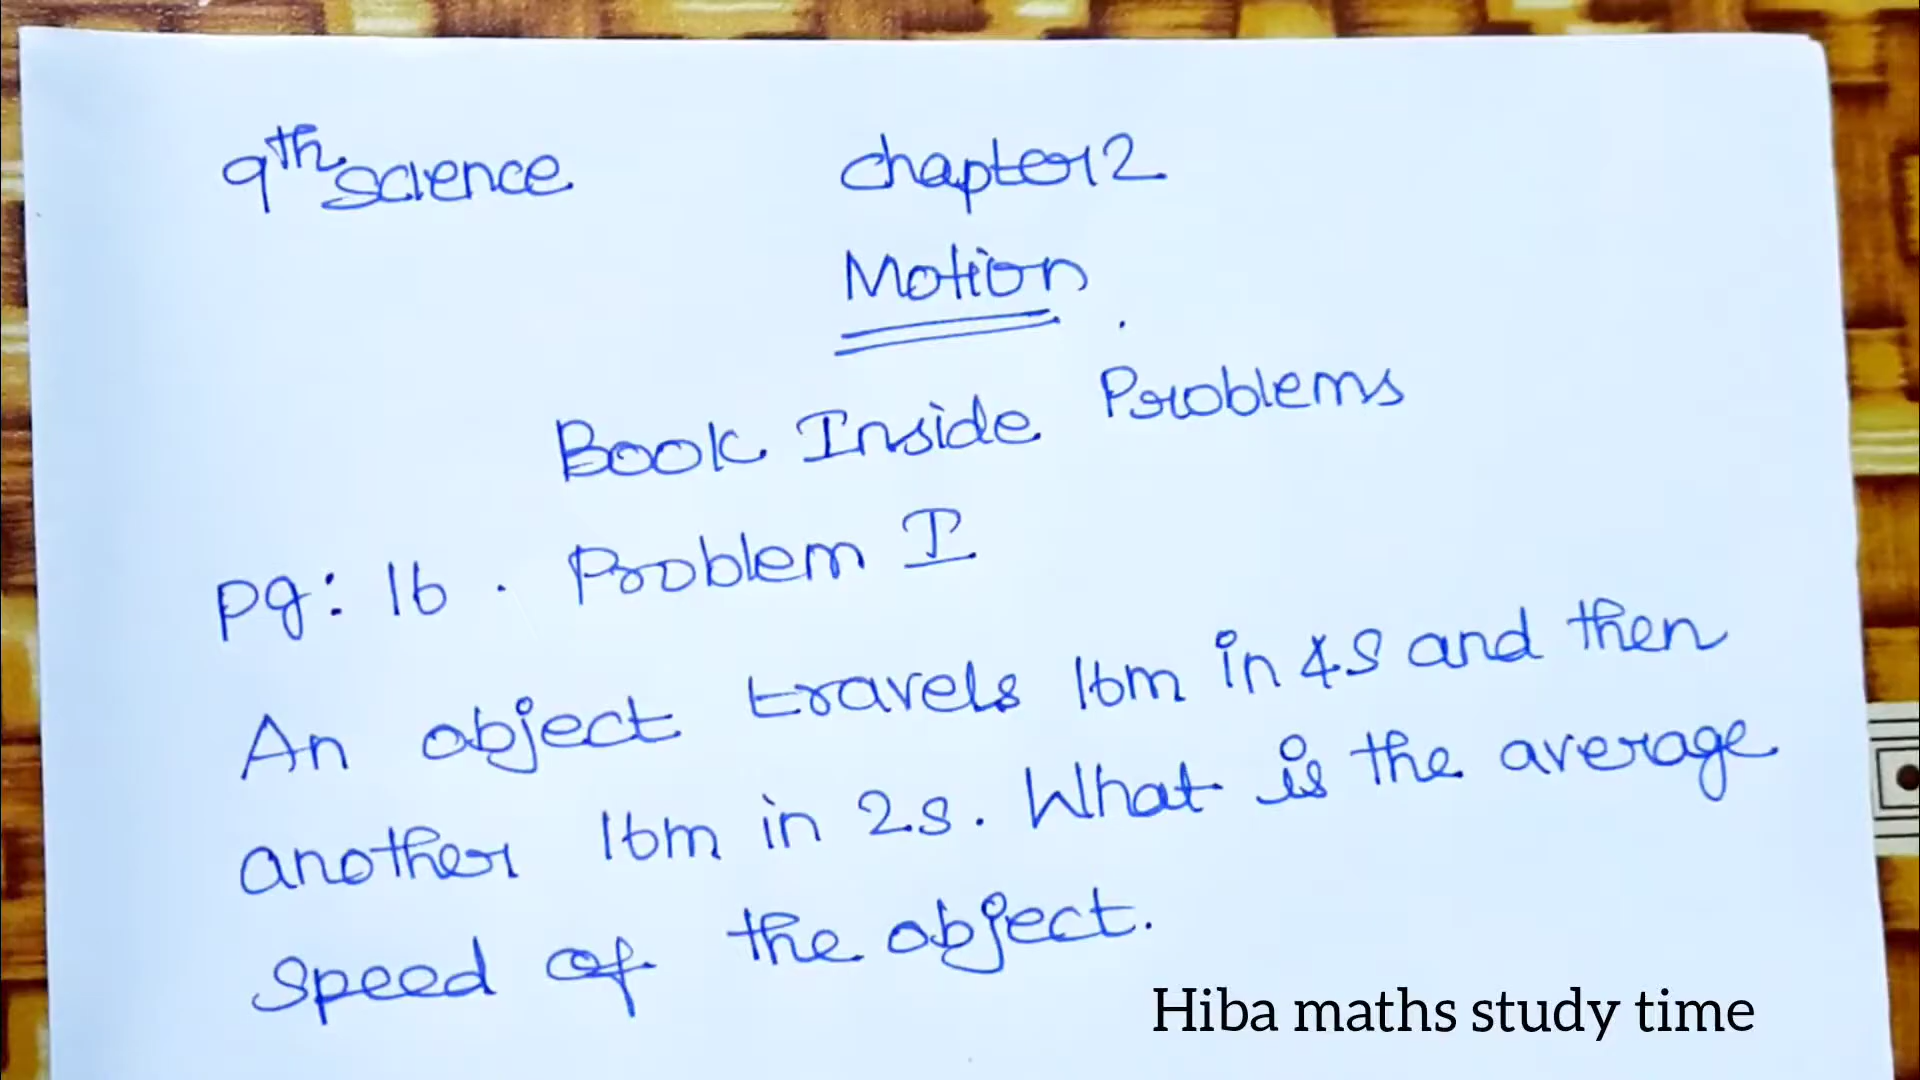 9th Science chapter 2
Motion
Book Inside Problems
Pg: 16 . Problem I
An object travels 16m in 4s and then
another 16m in 2s. What is the average
speed of the object.
Hiba maths study time